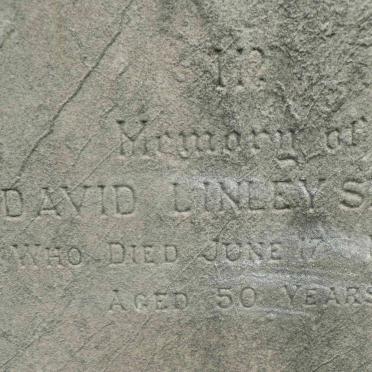 In
Memory of
DAVID LINLEY S
WHO DIED JUNE 17
AGED 50 YEARS